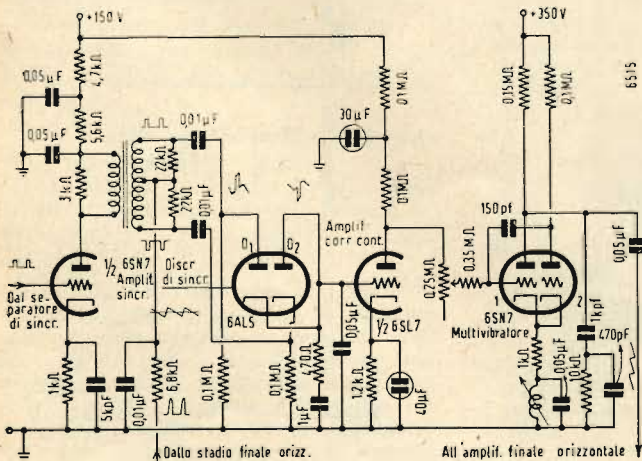 +150V
4,7kΩ
0,05μF
0,05μF
5,6kΩ
3kΩ
0,01μF
22kΩ
22kΩ
0,01μF
½ 6SN7
Amplif.
sincr.
Dal se-
paratore
di sincr.
1kΩ
5kpF
0,01μF
6,8kΩ
Discr
di sincr.
D1
D2
6AL5
0,1MΩ
0,1MΩ
470Ω
1μF
0,05μF
30μF
0,1MΩ
0,1MΩ
Amplif.
corr cont.
½ 6SL7
1,2kΩ
40μF
0,25MΩ
0,35MΩ
+350V
0,15MΩ
0,1MΩ
150pf
1
2
6SN7
Multivibratore
1kΩ
0,05μF
1kpf
470pF
0,05μF
6515
Dallo stadio finale orizz.
All'amplif. finale orizzontale